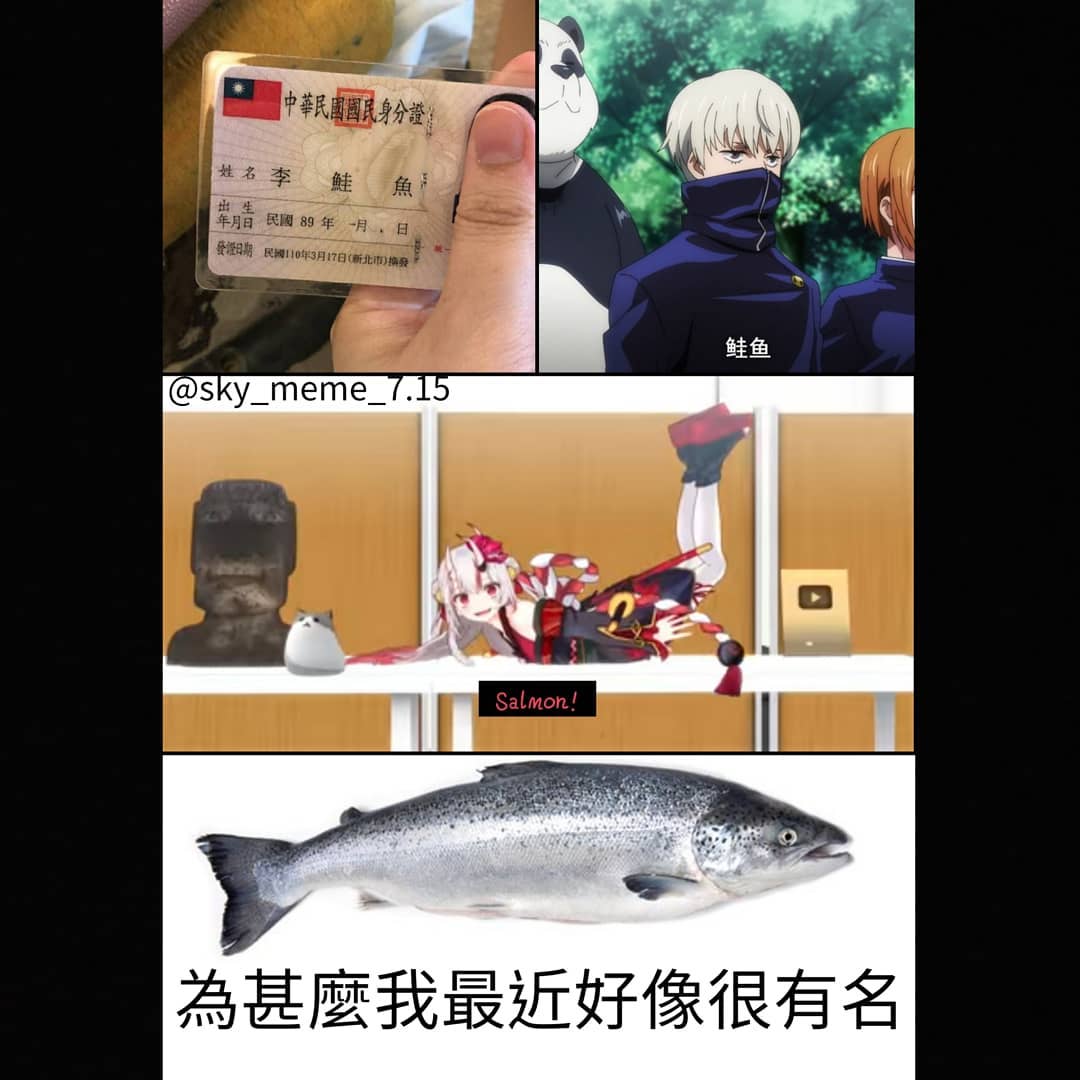 中華民國國民身分證
姓名 李 鮭 魚
出生年月日 民國 89 年 一月 日
發證日期 民國110年3月17日(新北市)換發
鲑鱼
@sky_meme_7.15
Salmon!
為甚麼我最近好像很有名